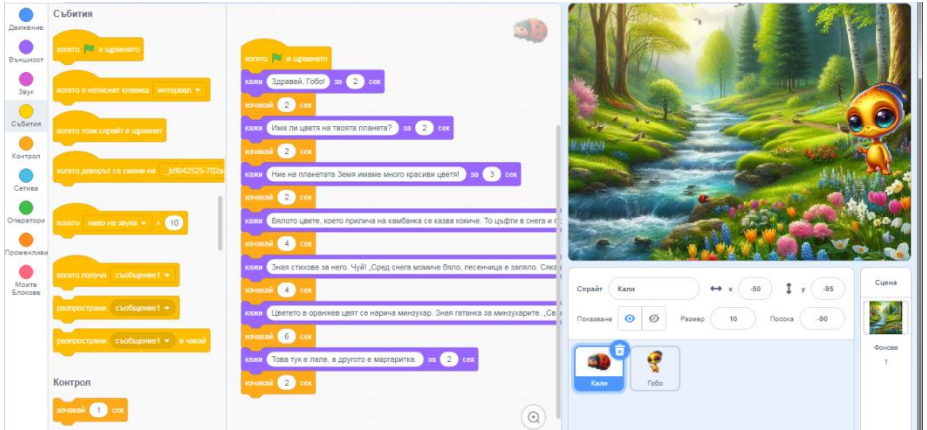 Движение
Външност
Звук
Събития
Контрол
Сетива
Оператори
Променливи
Моите
Блокове
Събития
когато е щракнато
когато е натиснат клавиш интервал
когато този спрайт е щракнат
когато декорът се смени на _b9642525-702a
когато ниво на звука > 10
когато получа съобщение1
разпространи съобщение1
разпространи съобщение1 и чакай
Контрол
изчакай 1 сек
когато е щракнато
кажи Здравей, Гобо! за 2 сек
изчакай 2 сек
кажи Има ли цветя на твоята планета? за 2 сек
изчакай 2 сек
кажи Ние на планетата Земя имаме много красиви цветя! за 3 сек
изчакай 2 сек
кажи Бялото цвете, което прилича на камбанка се казва кокиче. То цъфти в снега и
изчакай 4 сек
кажи Зная стихове за него. Чуй! „Сред снега момиче бяло, песенчица е запяло.
изчакай 4 сек
кажи Цветето в оранжев цвят се нарича минзухар. Зная гатанка за минзухарите.
изчакай 6 сек
кажи Това тук е лале, а другото е маргаритка. за 2 сек
изчакай 2 сек
Спрайт Кали x -50 y -95
Показване Размер 10 Посока -90
Кали
Гобо
Сцена
Фонове
1